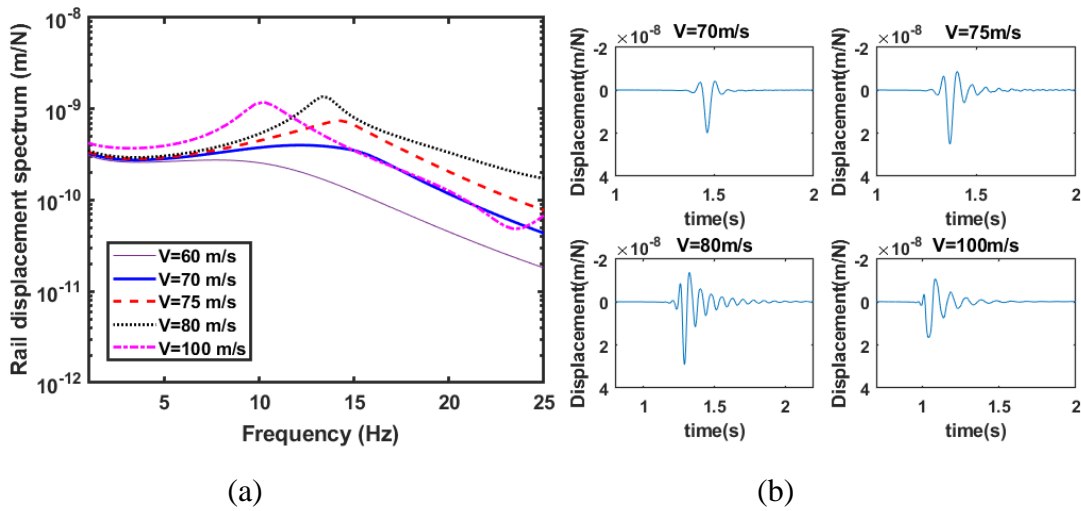 10^-8
10^-9
10^-10
10^-11
10^-12
Rail displacement spectrum (m/N)
V=60 m/s
V=70 m/s
V=75 m/s
V=80 m/s
V=100 m/s
5
10
15
20
25
Frequency (Hz)
(a)
×10^-8
V=70m/s
-2
0
2
4
Displacement(m/N)
1
1.5
2
time(s)
×10^-8
V=75m/s
-2
0
2
4
Displacement(m/N)
1
1.5
2
time(s)
×10^-8
V=80m/s
-2
0
2
4
Displacement(m/N)
1
1.5
2
time(s)
×10^-8
V=100m/s
-2
0
2
4
Displacement(m/N)
1
1.5
2
time(s)
(b)